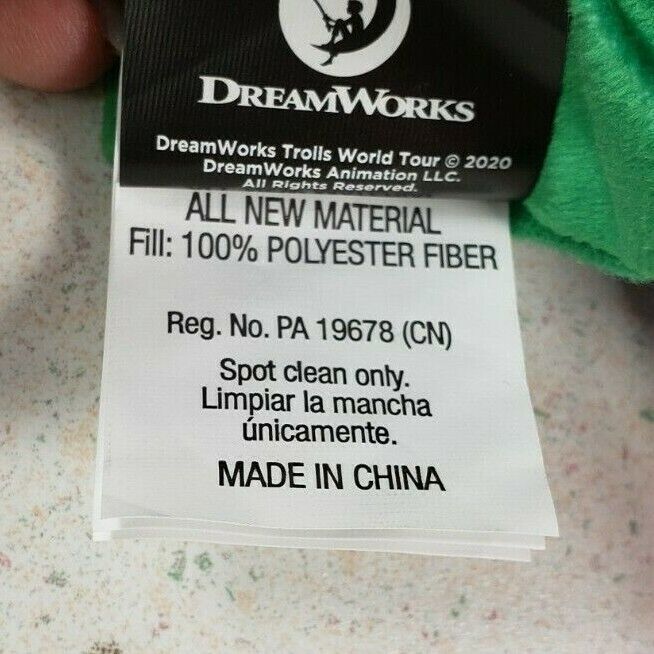 DREAMWORKS
DreamWorks Trolls World Tour © 2020
DreamWorks Animation LLC.
All Rights Reserved.
ALL NEW MATERIAL
Fill: 100% POLYESTER FIBER
Reg. No. PA 19678 (CN)
Spot clean only.
Limpiar la mancha
únicamente.
MADE IN CHINA